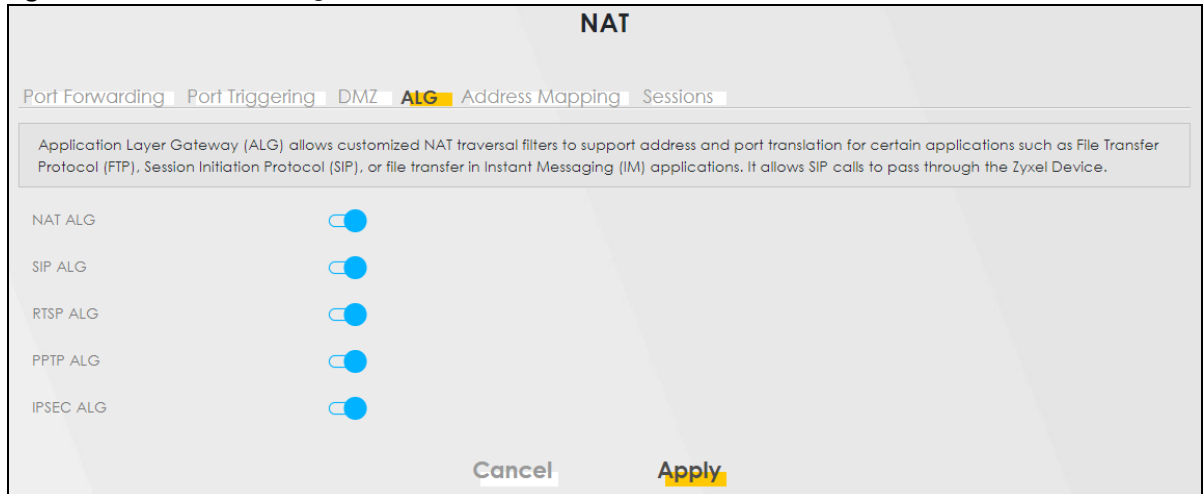 NAT
Port Forwarding Port Triggering DMZ ALG Address Mapping Sessions
Application Layer Gateway (ALG) allows customized NAT traversal filters to support address and port translation for certain applications such as File Transfer
Protocol (FTP), Session Initiation Protocol (SIP), or file transfer in Instant Messaging (IM) applications. It allows SIP calls to pass through the Zyxel Device.
NAT ALG
SIP ALG
RTSP ALG
PPTP ALG
IPSEC ALG
Cancel Apply